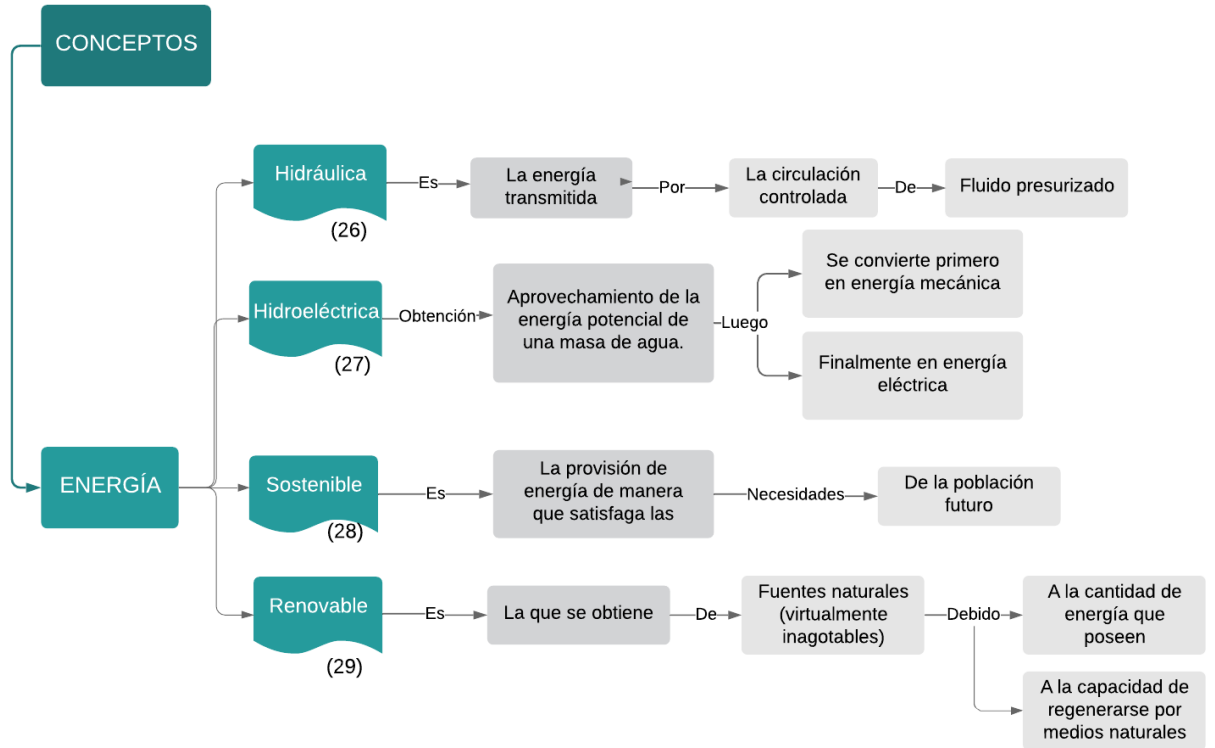 CONCEPTOS
ENERGÍA
Hidráulica
(26)
Es
La energía
transmitida
Por
La circulación
controlada
De
Fluido presurizado
Hidroeléctrica
(27)
Obtención
Aprovechamiento de la
energía potencial de
una masa de agua.
Luego
Se convierte primero
en energía mecánica
Finalmente en energía
eléctrica
Sostenible
(28)
Es
La provisión de
energía de manera
que satisfaga las
Necesidades
De la población
futuro
Renovable
(29)
Es
La que se obtiene
De
Fuentes naturales
(virtualmente
inagotables)
Debido
A la cantidad de
energía que
poseen
A la capacidad de
regenerarse por
medios naturales